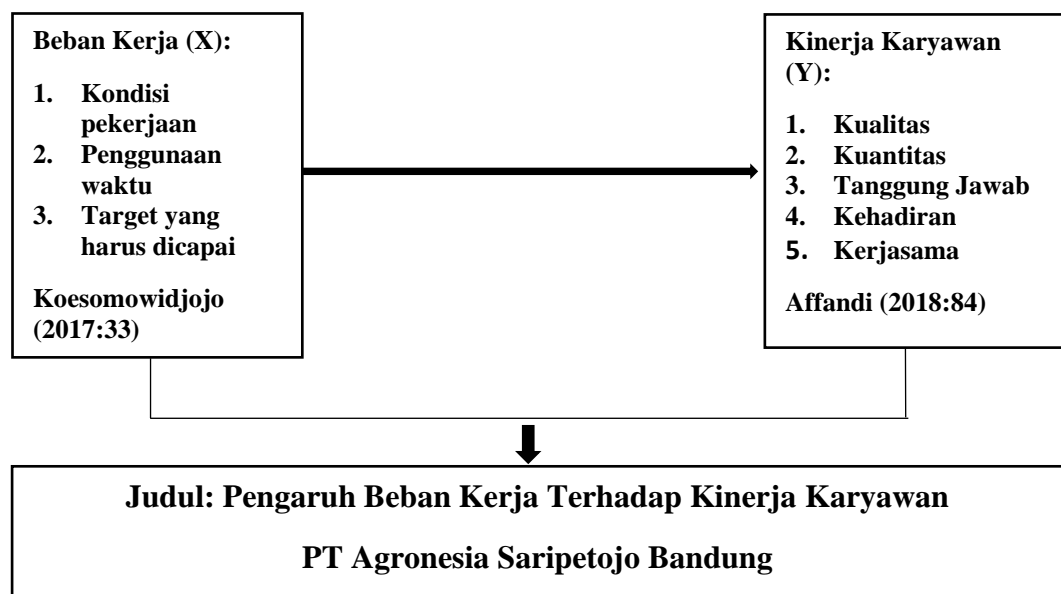 Beban Kerja (X):
1. Kondisi
pekerjaan
2. Penggunaan
waktu
3. Target yang
harus dicapai
Koesomowidjojo
(2017:33)
Kinerja Karyawan
(Y):
1. Kualitas
2. Kuantitas
3. Tanggung Jawab
4. Kehadiran
5. Kerjasama
Affandi (2018:84)
Judul: Pengaruh Beban Kerja Terhadap Kinerja Karyawan
PT Agronesia Saripetojo Bandung